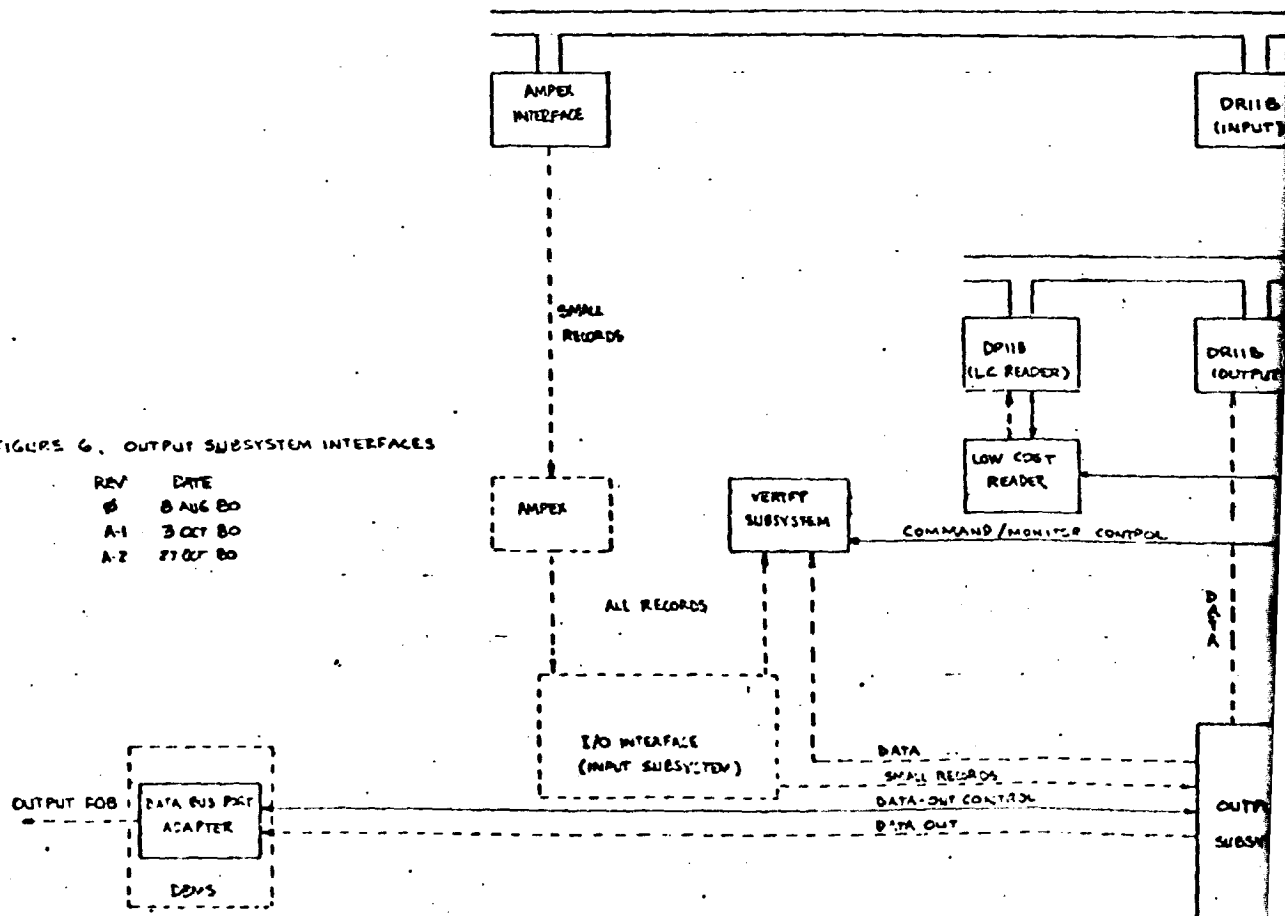 AMPEX
INTERFACE
DR11B
(INPUT)
SMALL
RECORDS
DR11B
(LC READER)
DR11B
(OUTPUT
FIGURE 6. OUTPUT SUBSYSTEM INTERFACES
REV DATE
Ø 8 AUG 80
A-1 3 OCT 80
A-2 27 OCT 80
LOW COST
READER
AMPEX
VERIFY
SUBSYSTEM
COMMAND/MONITOR CONTROL
ALL RECORDS
DATA
I/O INTERFACE
(INPUT SUBSYSTEM)
DATA
SMALL RECORDS
OUTPUT FOB
DATA BUS PORT
ADAPTER
DATA-OUT CONTROL
DATA OUT
OUTP
SUBSY
DBMS